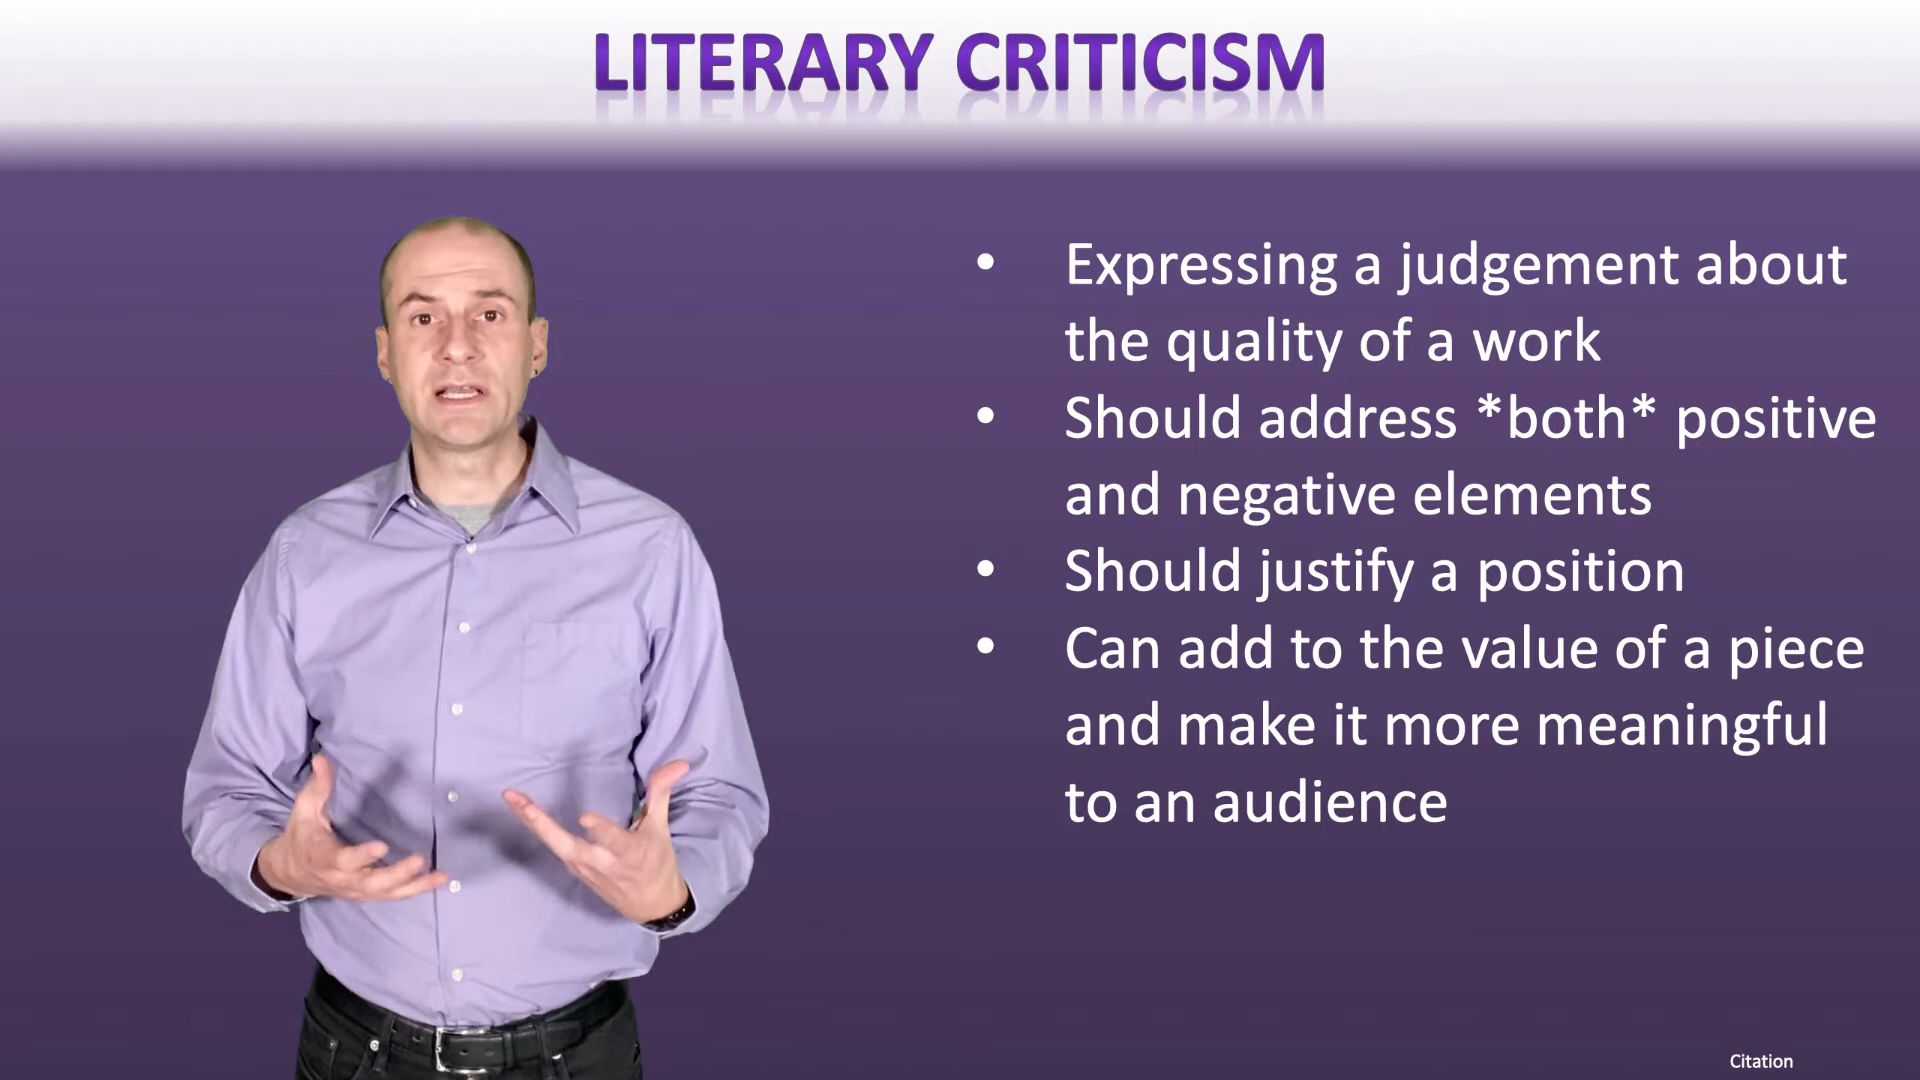 LITERARY CRITICISM
• Expressing a judgement about
the quality of a work
• Should address *both* positive
and negative elements
• Should justify a position
• Can add to the value of a piece
and make it more meaningful
to an audience
Citation